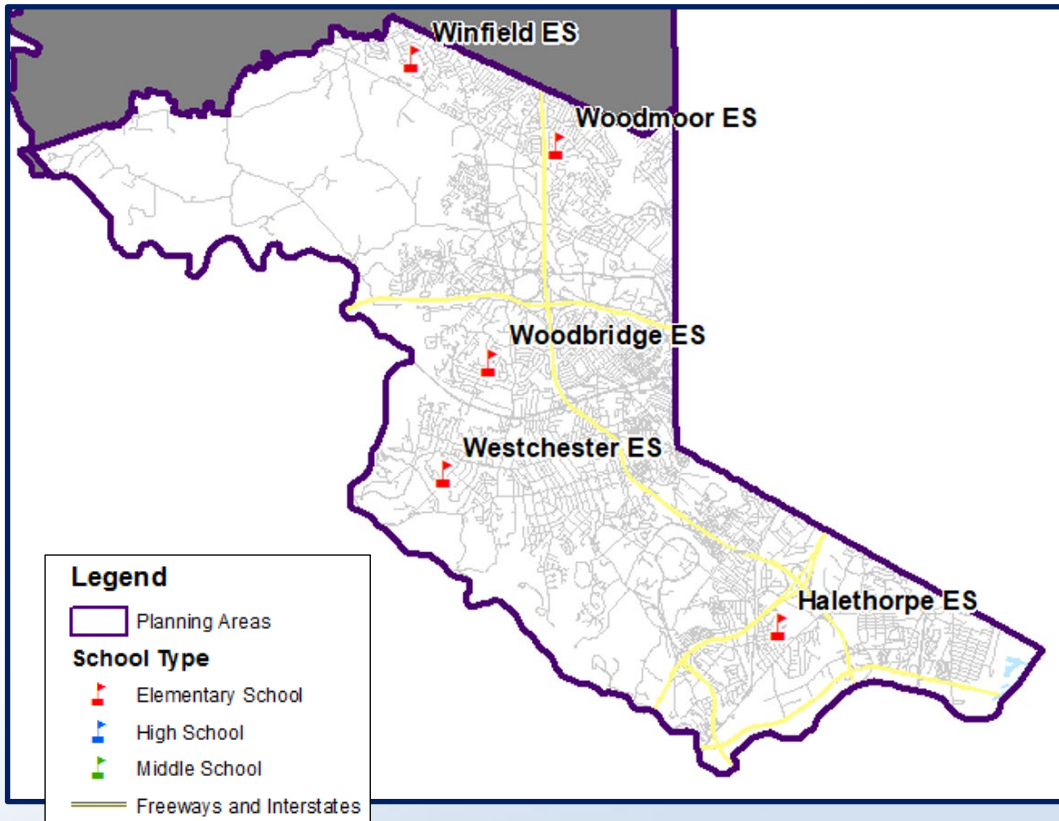 Winfield ES
Woodmoor ES
Woodbridge ES
Westchester ES
Halethorpe ES
Legend
Planning Areas
School Type
Elementary School
High School
Middle School
Freeways and Interstates